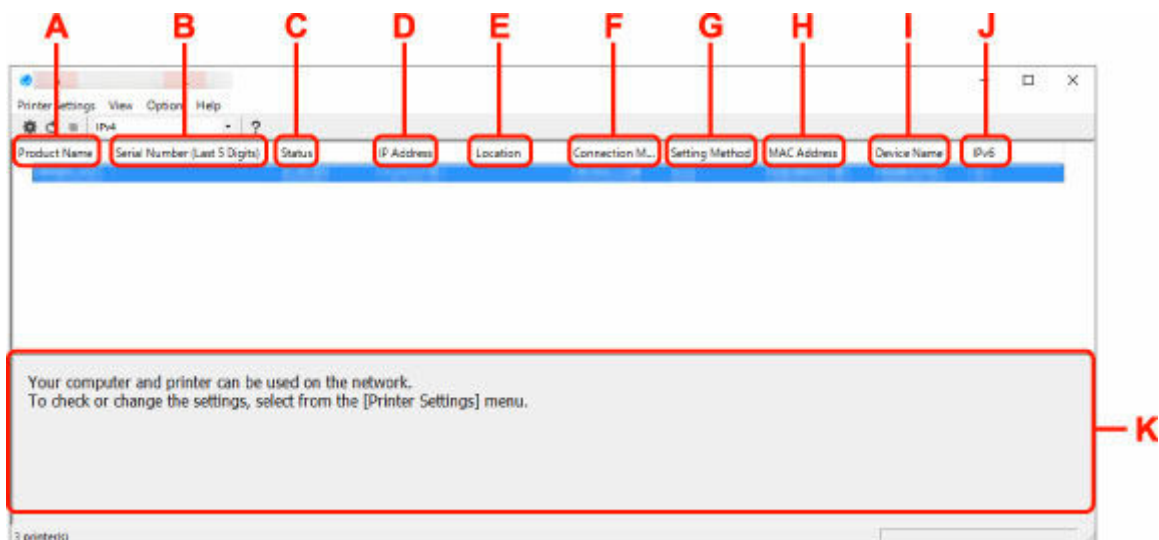 A B C D E F G H I J
Printer Settings View Option Help
IPv4 ?
Product Name Serial Number (Last 5 Digits) Status IP Address Location Connection M... Setting Method MAC Address Device Name IPv6
Your computer and printer can be used on the network.
To check or change the settings, select from the [Printer Settings] menu.
K
3 printer(s)